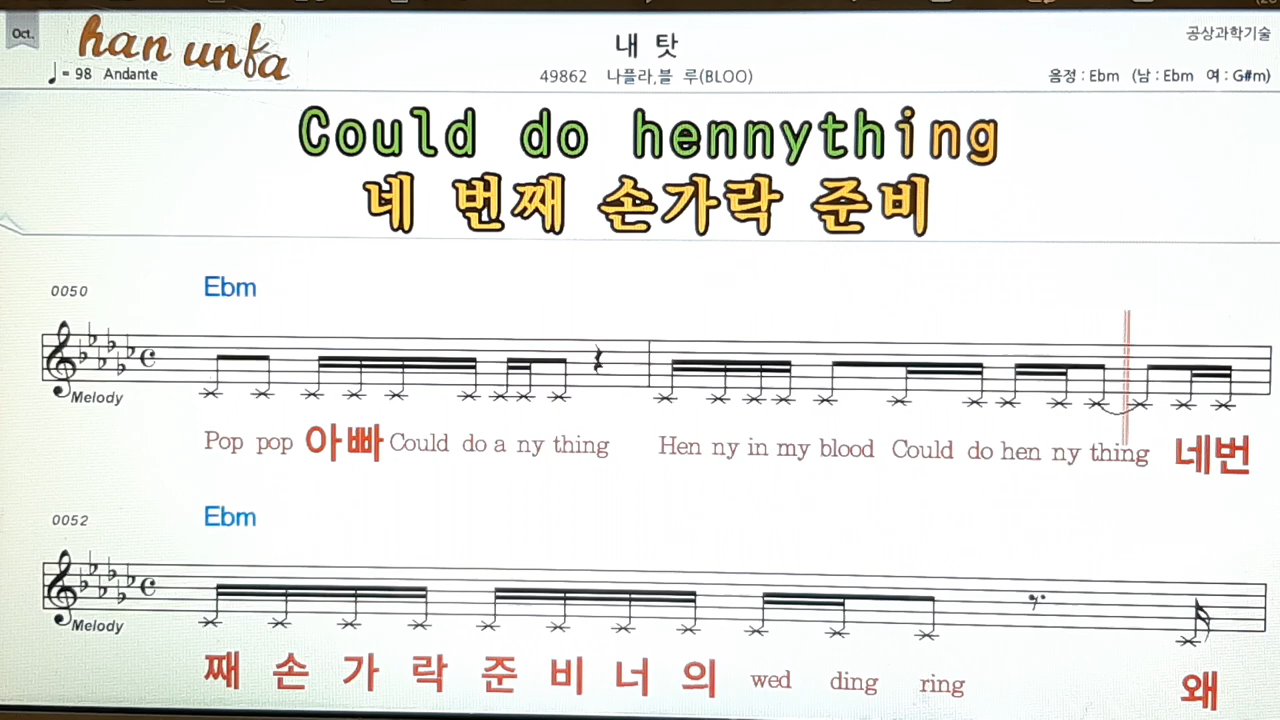 Oct.
han unfa
공상과학기술
내 탓
♩= 98 Andante
49862 나플라,블 루(BLOO)
음정 : Ebm (남 : Ebm 여 : G#m)
Could do hennything
네 번째 손가락 준비
0050
Ebm
Melody
Pop pop 아빠 Could do a ny thing Hen ny in my blood Could do hen ny thing 네번
0052
Ebm
Melody
째 손 가 락 준 비 너 의 wed ding ring 왜